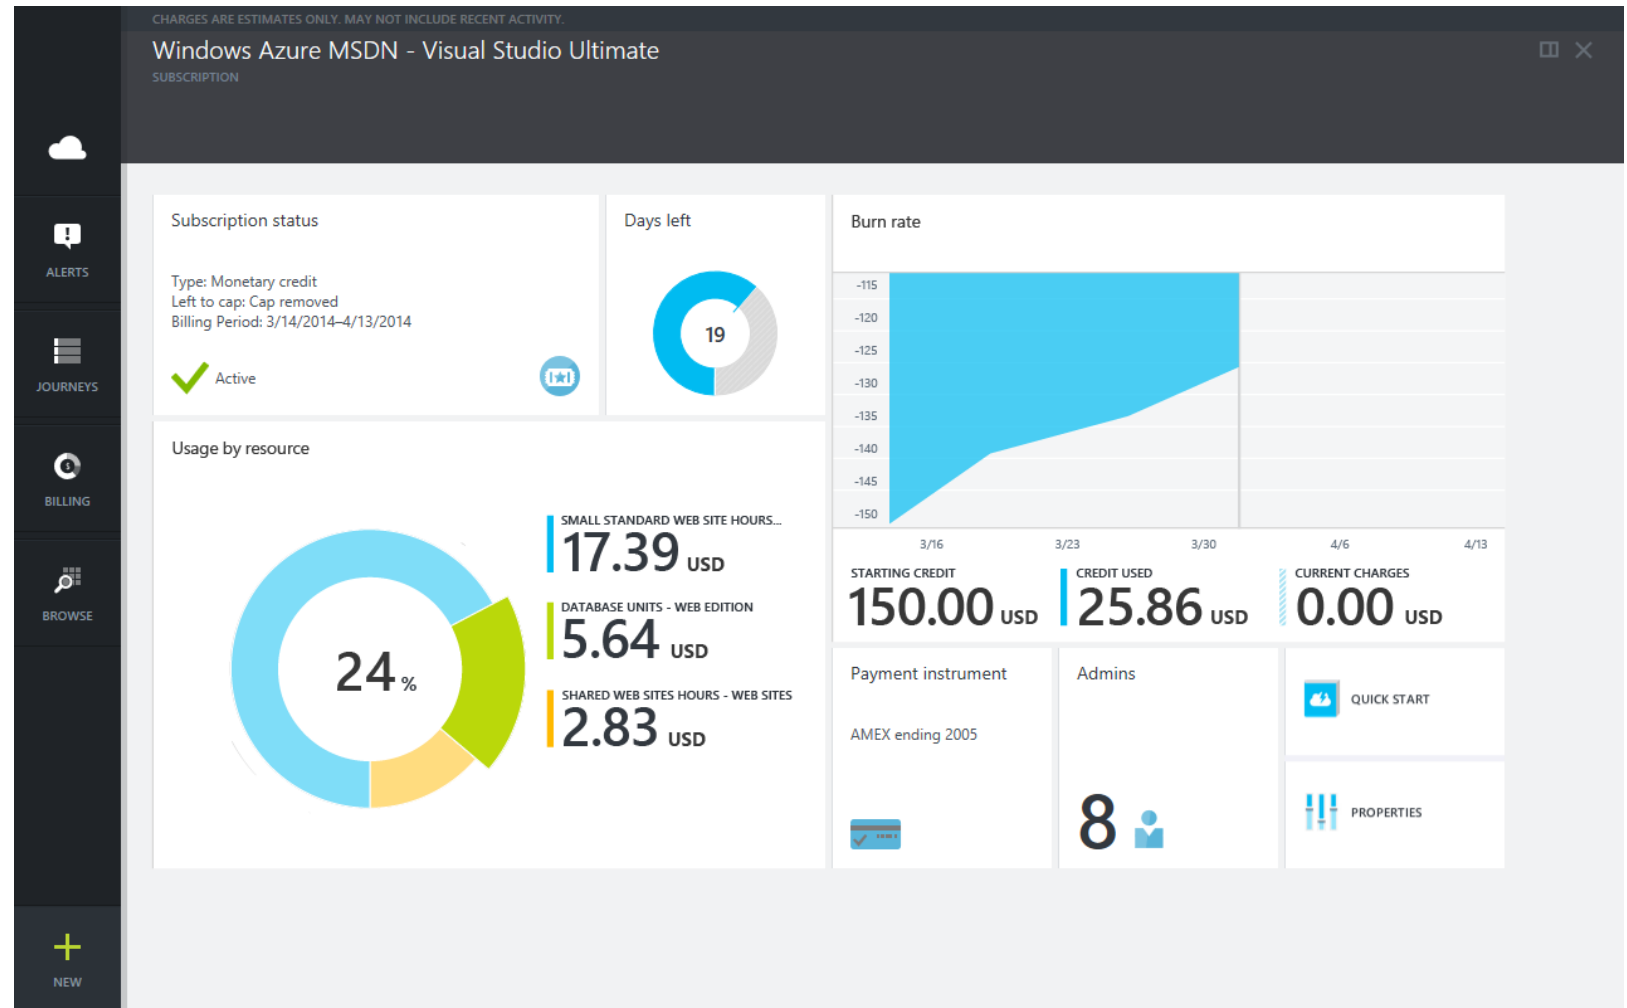 CHARGES ARE ESTIMATES ONLY. MAY NOT INCLUDE RECENT ACTIVITY.
Windows Azure MSDN - Visual Studio Ultimate
SUBSCRIPTION
ALERTS
JOURNEYS
BILLING
BROWSE
NEW
Subscription status
Type: Monetary credit
Left to cap: Cap removed
Billing Period: 3/14/2014–4/13/2014
Active
Days left
19
Usage by resource
24 %
SMALL STANDARD WEB SITE HOURS...
17.39 USD
DATABASE UNITS - WEB EDITION
5.64 USD
SHARED WEB SITES HOURS - WEB SITES
2.83 USD
Burn rate
-115
-120
-125
-130
-135
-140
-145
-150
3/16 3/23 3/30 4/6 4/13
STARTING CREDIT
150.00 USD
CREDIT USED
25.86 USD
CURRENT CHARGES
0.00 USD
Payment instrument
AMEX ending 2005
Admins
8
QUICK START
PROPERTIES